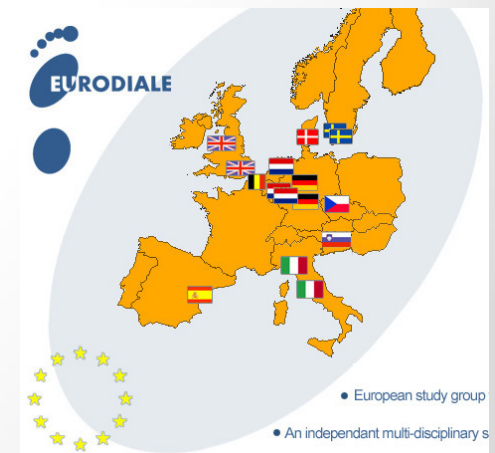 EURODIALE
• European study group
• An independant multi-disciplinary s